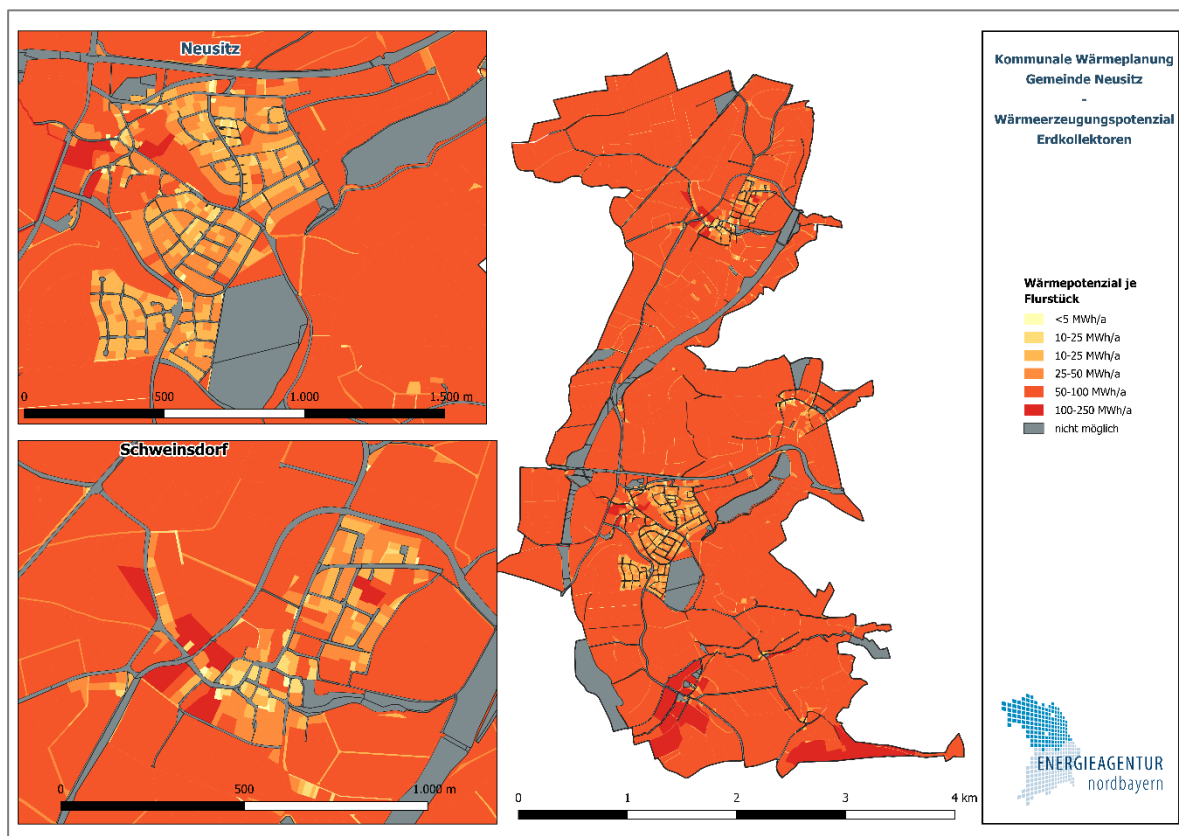 Neusitz
0 500 1.000 1.500 m
Schweinsdorf
0 500 1.000 m
0 1 2 3 4 km
Kommunale Wärmeplanung
Gemeinde Neusitz
-
Wärmeerzeugungspotenzial
Erdkollektoren
Wärmepotenzial je
Flurstück
<5 MWh/a
10-25 MWh/a
10-25 MWh/a
25-50 MWh/a
50-100 MWh/a
100-250 MWh/a
nicht möglich
ENERGIEAGENTUR
nordbayern